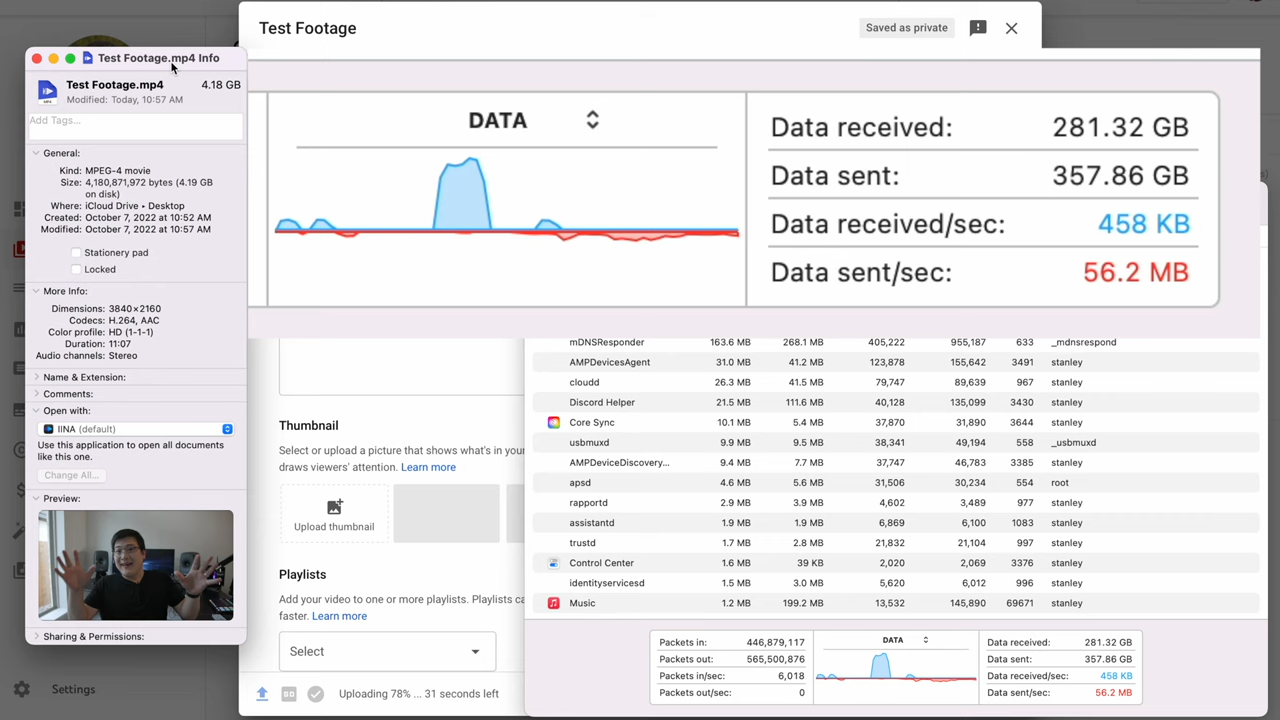 Test Footage
Saved as private
Test Footage.mp4 Info
Test Footage.mp4
4.18 GB
Modified: Today, 10:57 AM
Add Tags...
General:
Kind: MPEG-4 movie
Size: 4,180,871,972 bytes (4.19 GB
on disk)
Where: iCloud Drive • Desktop
Created: October 7, 2022 at 10:52 AM
Modified: October 7, 2022 at 10:57 AM
Stationery pad
Locked
More Info:
Dimensions: 3840×2160
Codecs: H.264, AAC
Color profile: HD (1-1-1)
Duration: 11:07
Audio channels: Stereo
Name & Extension:
Comments:
Open with:
IINA (default)
Use this application to open all documents
like this one.
Change All...
Preview:
Sharing & Permissions:
Settings
DATA
Data received: 281.32 GB
Data sent: 357.86 GB
Data received/sec: 458 KB
Data sent/sec: 56.2 MB
Thumbnail
Select or upload a picture that shows what's in your
draws viewers' attention. Learn more
Upload thumbnail
Playlists
Add your video to one or more playlists. Playlists ca
faster. Learn more
Select
Uploading 78% ... 31 seconds left
mDNSResponder 163.6 MB 268.1 MB 405,222 955,187 633 _mdnsrespond
AMPDevicesAgent 31.0 MB 41.2 MB 123,878 155,642 3491 stanley
cloudd 26.3 MB 41.5 MB 79,747 89,639 967 stanley
Discord Helper 21.5 MB 111.6 MB 40,128 135,099 3430 stanley
Core Sync 10.1 MB 5.4 MB 37,870 31,890 3644 stanley
usbmuxd 9.9 MB 9.5 MB 38,341 49,194 558 _usbmuxd
AMPDeviceDiscovery... 9.4 MB 7.7 MB 37,747 46,783 3385 stanley
apsd 4.6 MB 5.6 MB 31,506 30,234 554 root
rapportd 2.9 MB 3.9 MB 4,602 3,489 977 stanley
assistantd 1.9 MB 1.9 MB 6,869 6,100 1083 stanley
trustd 1.7 MB 2.8 MB 21,832 21,104 997 stanley
Control Center 1.6 MB 39 KB 2,020 2,069 3376 stanley
identityservicesd 1.5 MB 3.0 MB 5,620 6,012 996 stanley
Music 1.2 MB 199.2 MB 13,532 145,890 69671 stanley
Packets in: 446,879,117
Packets out: 565,500,876
Packets in/sec: 6,018
Packets out/sec: 0
DATA
Data received: 281.32 GB
Data sent: 357.86 GB
Data received/sec: 458 KB
Data sent/sec: 56.2 MB